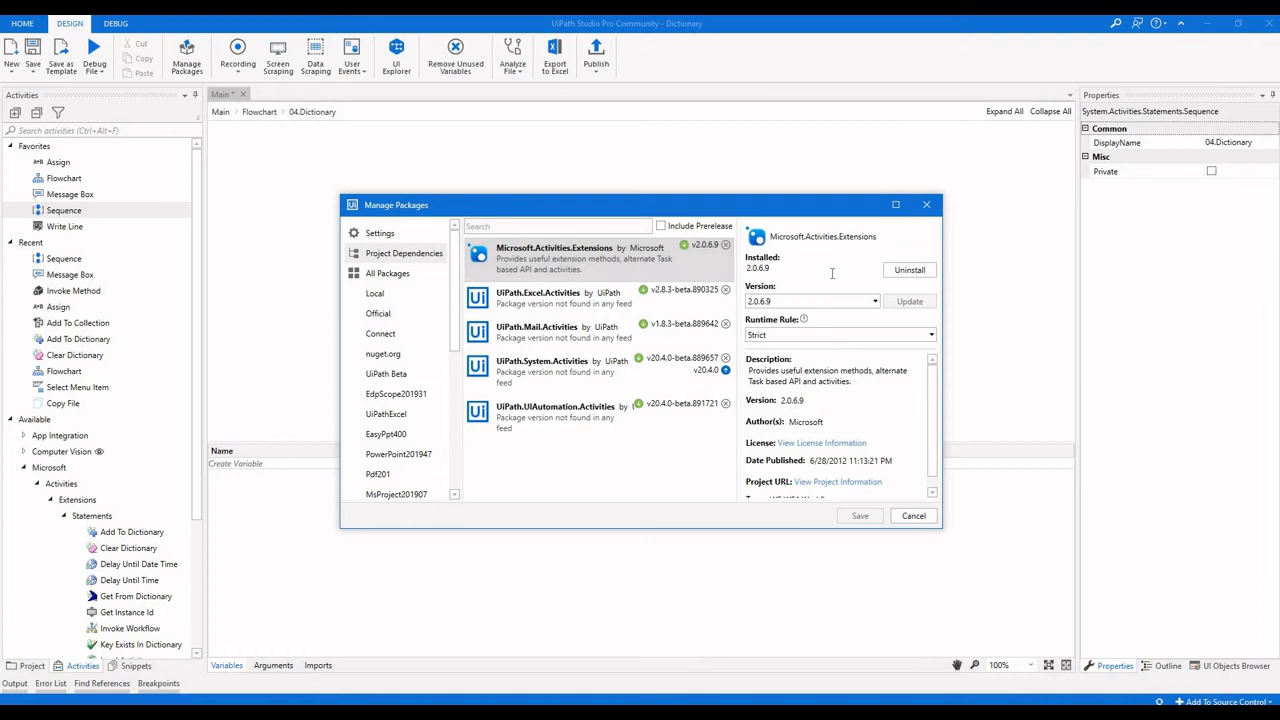 HOME DESIGN DEBUG UiPath Studio Pro Community - Dictionary
New Save Save as Template Debug File Cut Copy Paste Manage Packages Recording Screen Scraping Data Scraping User Events UI Explorer Remove Unused Variables Analyze File Export to Excel Publish
Activities
Search activities (Ctrl+Alt+F)
Favorites
Assign
Flowchart
Message Box
Sequence
Write Line
Recent
Sequence
Message Box
Invoke Method
Assign
Add To Collection
Add To Dictionary
Clear Dictionary
Flowchart
Select Menu Item
Copy File
Available
App Integration
Computer Vision
Microsoft
Activities
Extensions
Statements
Add To Dictionary
Clear Dictionary
Delay Until Date Time
Delay Until Time
Get From Dictionary
Get Instance Id
Invoke Workflow
Key Exists In Dictionary
Project Activities Snippets
Output Error List Find References Breakpoints
Main *
Main Flowchart 04.Dictionary Expand All Collapse All
Manage Packages
Settings
Project Dependencies
All Packages
Local
Official
Connect
nuget.org
UiPath Beta
EdpScope201931
UiPathExcel
EasyPpt400
PowerPoint201947
Pdf201
MsProject201907
Search Include Prerelease
Microsoft.Activities.Extensions by Microsoft v2.0.6.9
Provides useful extension methods, alternate Task
based API and activities.
UiPath.Excel.Activities by UiPath v2.8.3-beta.890325
Package version not found in any feed
UiPath.Mail.Activities by UiPath v1.8.3-beta.889642
Package version not found in any feed
UiPath.System.Activities by UiPath v20.4.0-beta.889657
Package version not found in any v20.4.0
feed
UiPath.UIAutomation.Activities by v20.4.0-beta.891721
Package version not found in any
feed
Microsoft.Activities.Extensions
Installed:
2.0.6.9 Uninstall
Version:
2.0.6.9 Update
Runtime Rule:
Strict
Description:
Provides useful extension methods, alternate
Task based API and activities.
Version: 2.0.6.9
Author(s): Microsoft
License: View License Information
Date Published: 6/28/2012 11:13:21 PM
Project URL: View Project Information
Save Cancel
Name
Create Variable
Variables Arguments Imports 100%
Properties
System.Activities.Statements.Sequence
Common
DisplayName 04.Dictionary
Misc
Private
Properties Outline UI Objects Browser
Add To Source Control